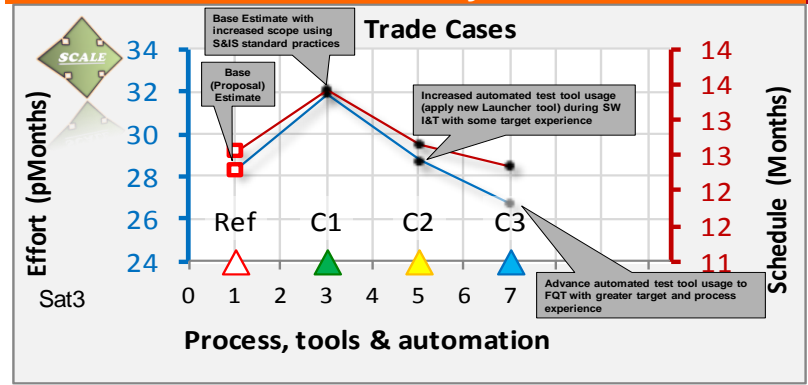 Trade Cases
SCALE
Base Estimate with
increased scope using
S&IS standard practices
Base
(Proposal)
Estimate
Increased automated test tool usage
(apply new Launcher tool) during SW
I&T with some target experience
Advance automated test tool usage to
FQT with greater target and process
experience
Effort (pMonths)
34
32
30
28
26
24
Schedule (Months)
14
14
13
13
12
12
11
Ref C1 C2 C3
Sat3
0 1 2 3 4 5 6 7
Process, tools & automation